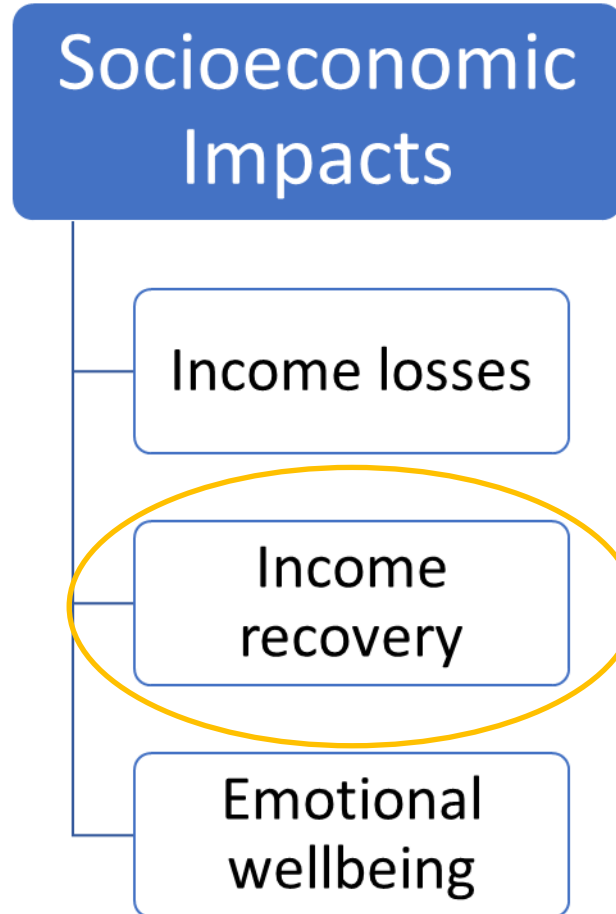 Socioeconomic
Impacts
Income losses
Income
recovery
Emotional
wellbeing